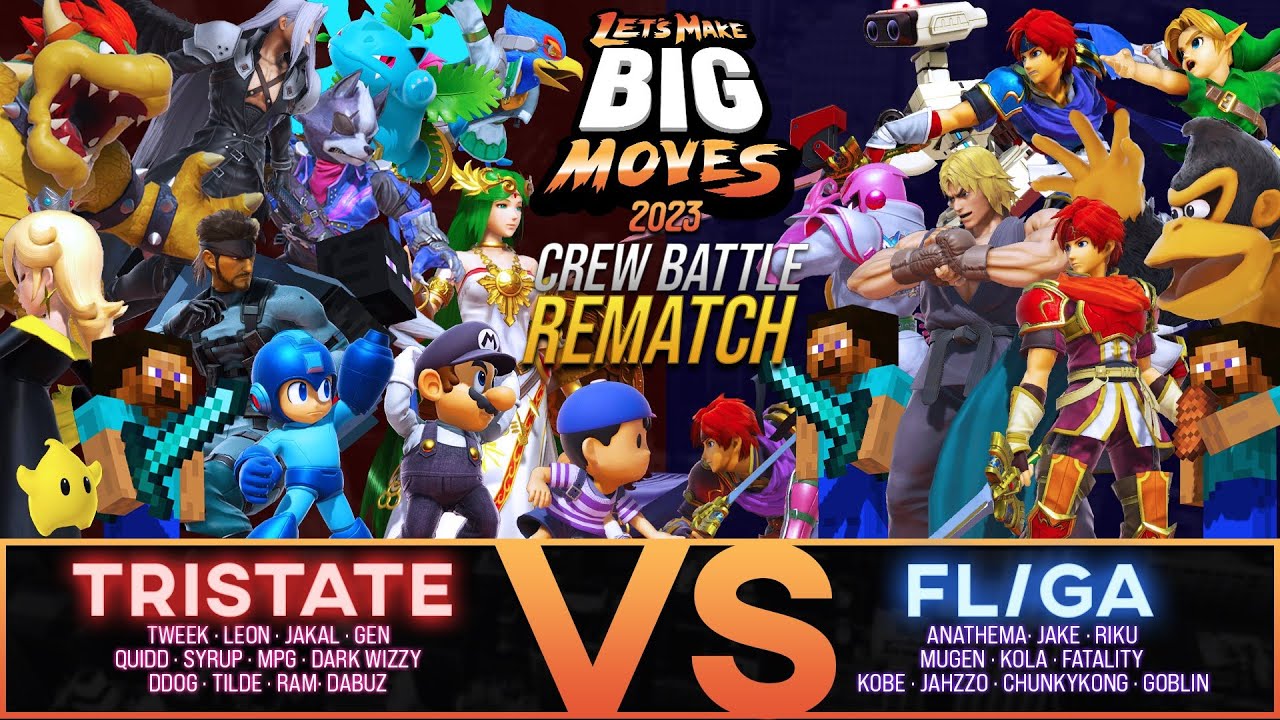 LET'S MAKE
BIG
MOVES
2023
CREW BATTLE
REMATCH
TRISTATE
TWEEK · LEON · JAKAL · GEN
QUIDD · SYRUP · MPG · DARK WIZZY
DDOG · TILDE · RAM· DABUZ
VS
FL/GA
ANATHEMA· JAKE · RIKU
MUGEN · KOLA · FATALITY
KOBE · JAHZZO · CHUNKYKONG · GOBLIN